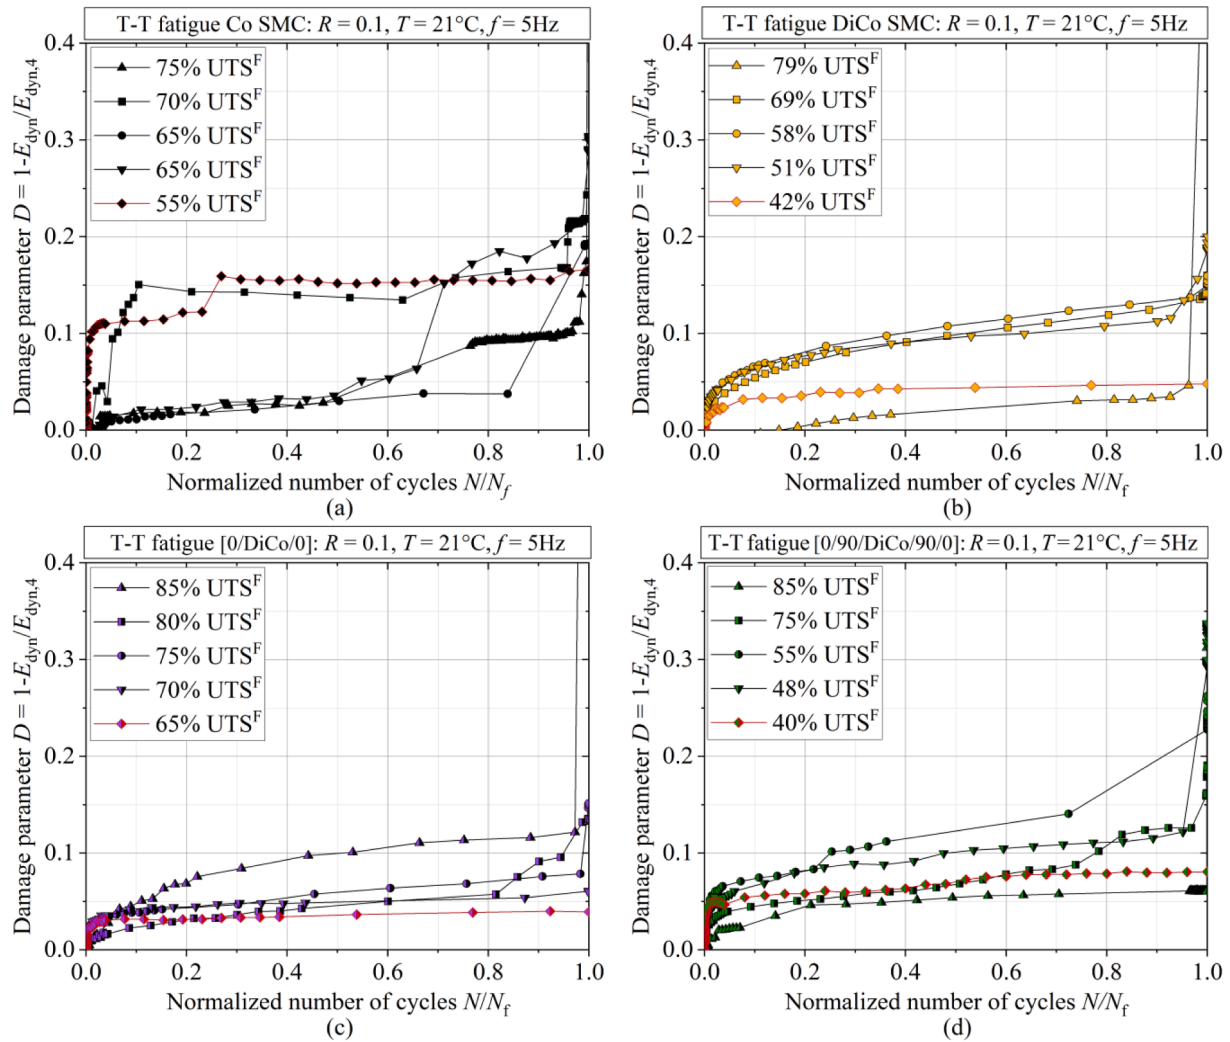 T-T fatigue Co SMC: R = 0.1, T = 21°C, f = 5Hz
Damage parameter D = 1-E_dyn/E_dyn,4
0.4
0.3
0.2
0.1
0.0
75% UTS^F
70% UTS^F
65% UTS^F
65% UTS^F
55% UTS^F
0.0 0.2 0.4 0.6 0.8 1.0
Normalized number of cycles N/N_f
(a)
T-T fatigue DiCo SMC: R = 0.1, T = 21°C, f = 5Hz
Damage parameter D = 1-E_dyn/E_dyn,4
0.4
0.3
0.2
0.1
0.0
79% UTS^F
69% UTS^F
58% UTS^F
51% UTS^F
42% UTS^F
0.0 0.2 0.4 0.6 0.8 1.0
Normalized number of cycles N/N_f
(b)
T-T fatigue [0/DiCo/0]: R = 0.1, T = 21°C, f = 5Hz
Damage parameter D = 1-E_dyn/E_dyn,4
0.4
0.3
0.2
0.1
0.0
85% UTS^F
80% UTS^F
75% UTS^F
70% UTS^F
65% UTS^F
0.0 0.2 0.4 0.6 0.8 1.0
Normalized number of cycles N/N_f
(c)
T-T fatigue [0/90/DiCo/90/0]: R = 0.1, T = 21°C, f = 5Hz
Damage parameter D = 1-E_dyn/E_dyn,4
0.4
0.3
0.2
0.1
0.0
85% UTS^F
75% UTS^F
55% UTS^F
48% UTS^F
40% UTS^F
0.0 0.2 0.4 0.6 0.8 1.0
Normalized number of cycles N/N_f
(d)